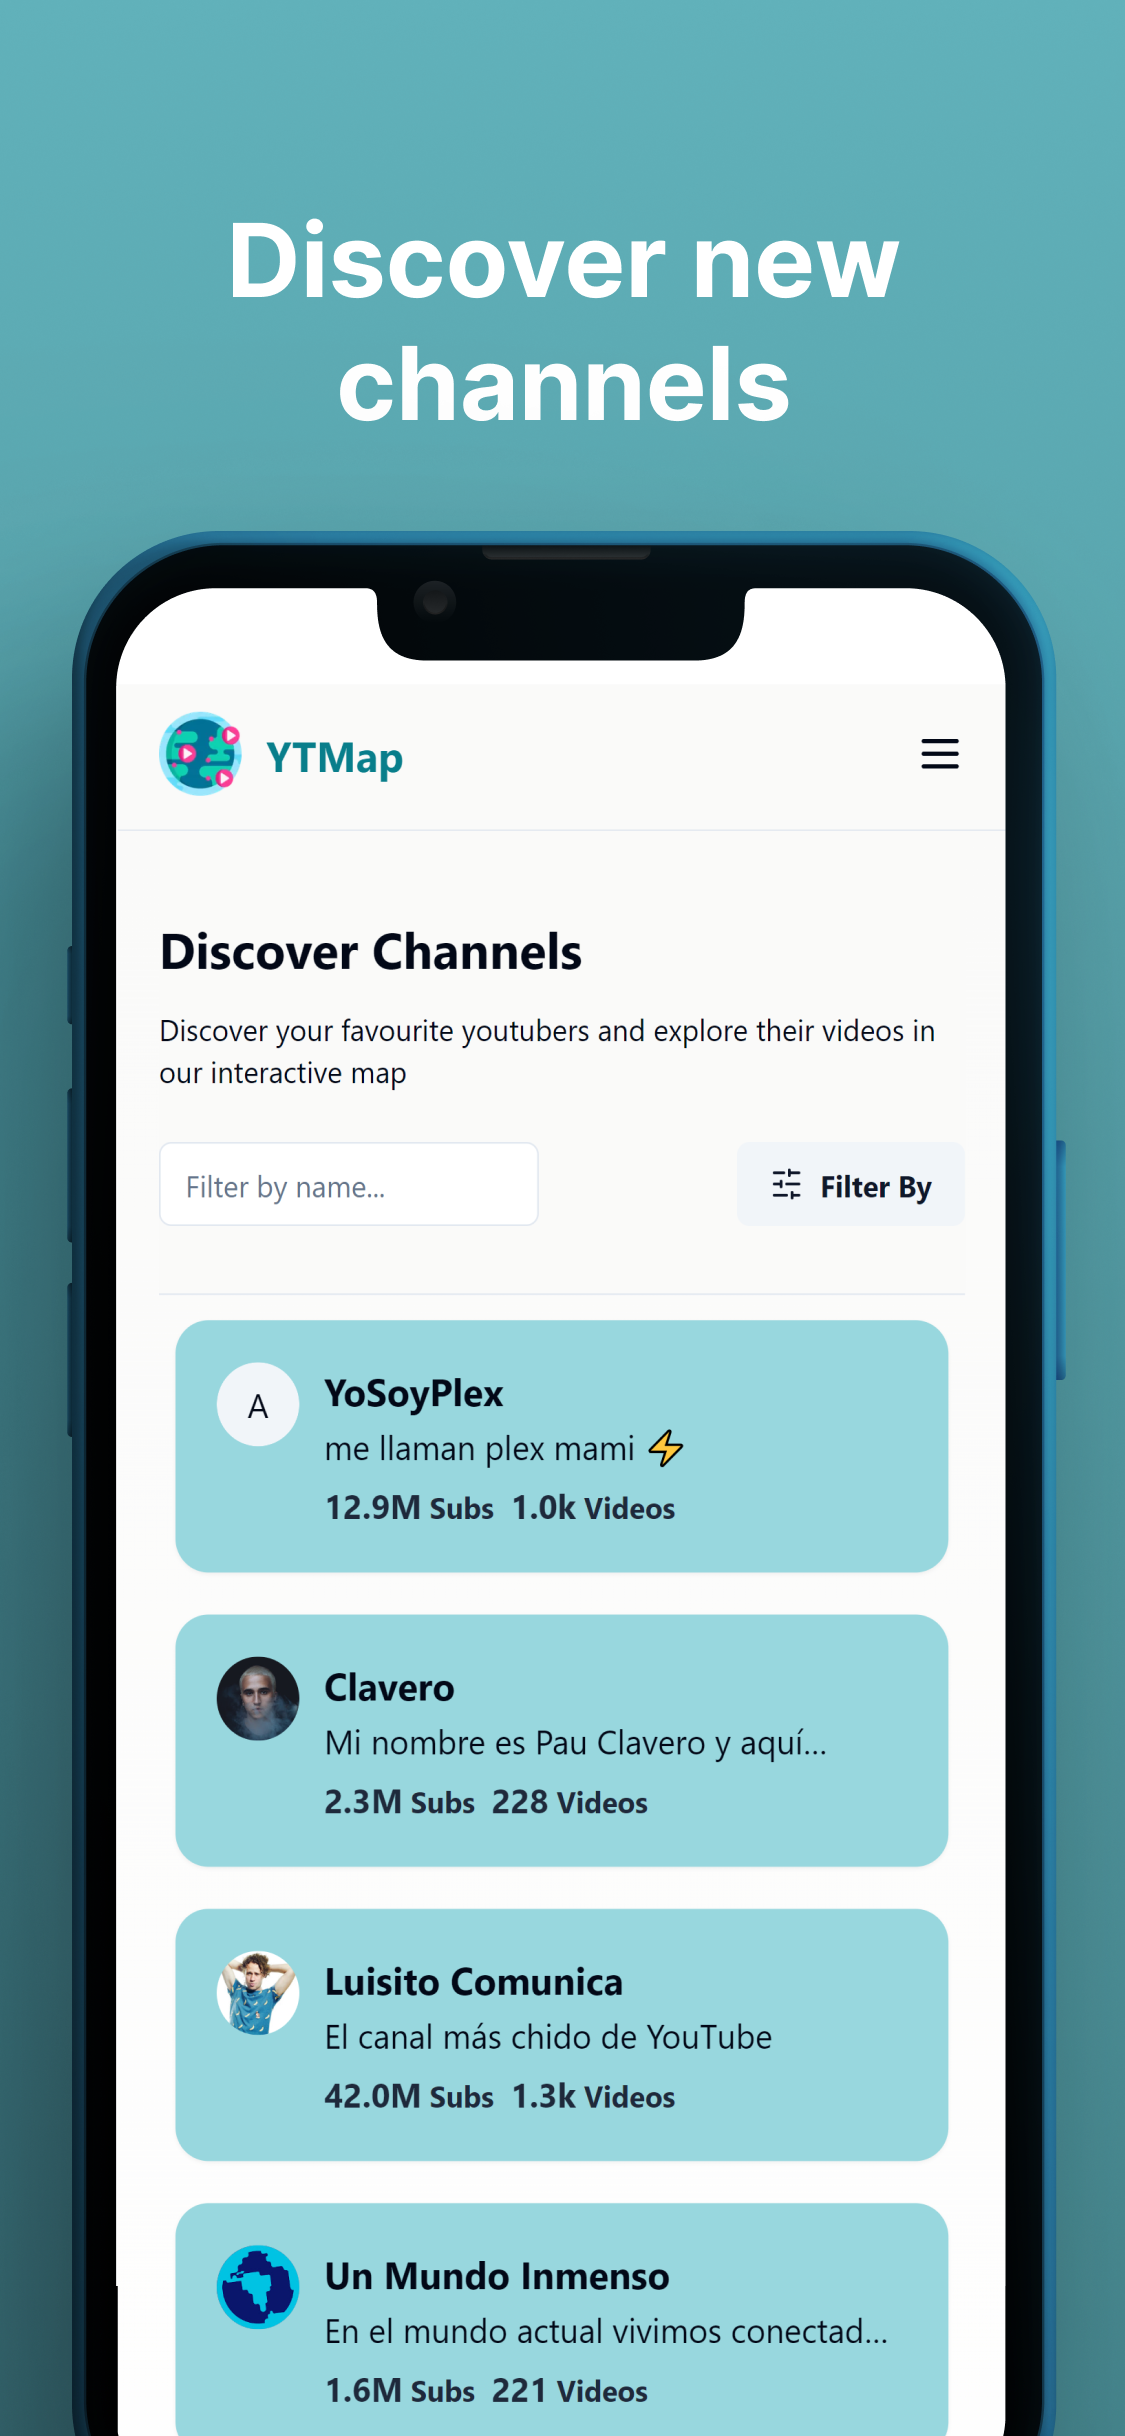 Discover new
channels
YTMap
Discover Channels
Discover your favourite youtubers and explore their videos in
our interactive map
Filter by name...
Filter By
A
YoSoyPlex
me llaman plex mami ⚡
12.9M Subs 1.0k Videos
Clavero
Mi nombre es Pau Clavero y aquí...
2.3M Subs 228 Videos
Luisito Comunica
El canal más chido de YouTube
42.0M Subs 1.3k Videos
Un Mundo Inmenso
En el mundo actual vivimos conectad...
1.6M Subs 221 Videos